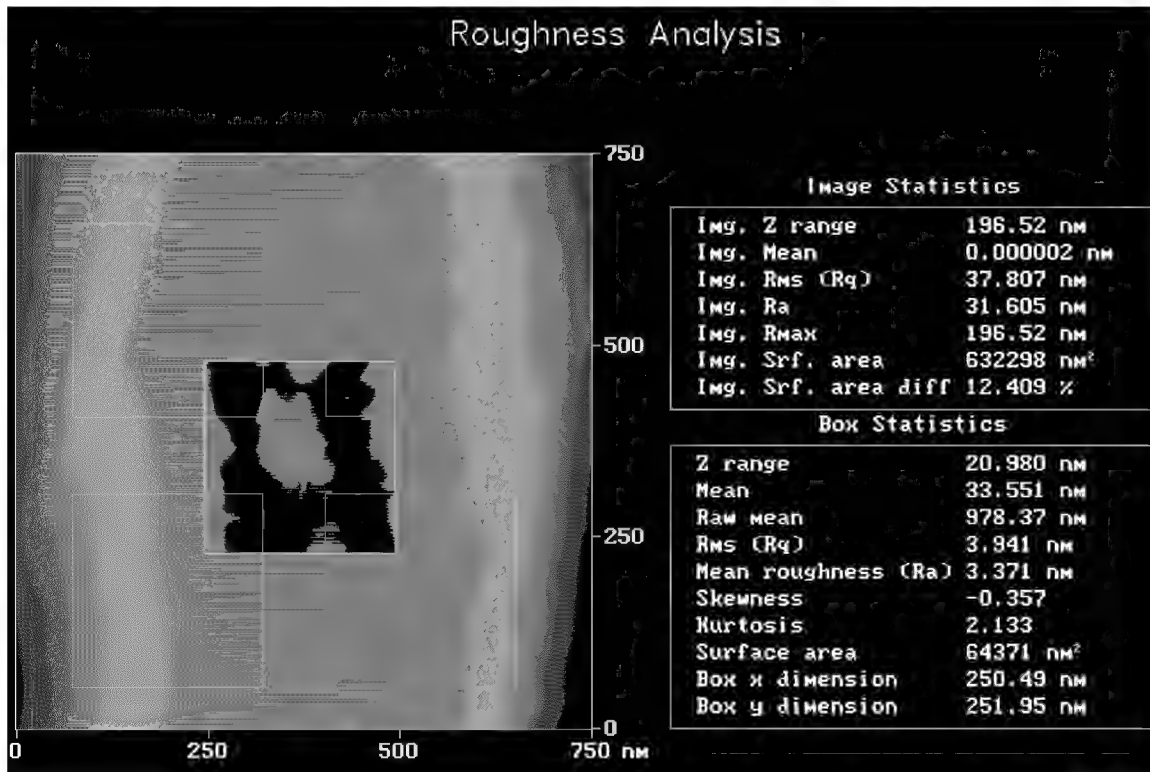 Roughness Analysis
750
500
250
0
0 250 500 750 nm
Image Statistics
Img. Z range 196.52 nm
Img. Mean 0.000002 nm
Img. Rms (Rq) 37.807 nm
Img. Ra 31.605 nm
Img. Rmax 196.52 nm
Img. Srf. area 632298 nm²
Img. Srf. area diff 12.409 %
Box Statistics
Z range 20.980 nm
Mean 33.551 nm
Raw mean 978.37 nm
Rms (Rq) 3.941 nm
Mean roughness (Ra) 3.371 nm
Skewness -0.357
Kurtosis 2.133
Surface area 64371 nm²
Box x dimension 250.49 nm
Box y dimension 251.95 nm